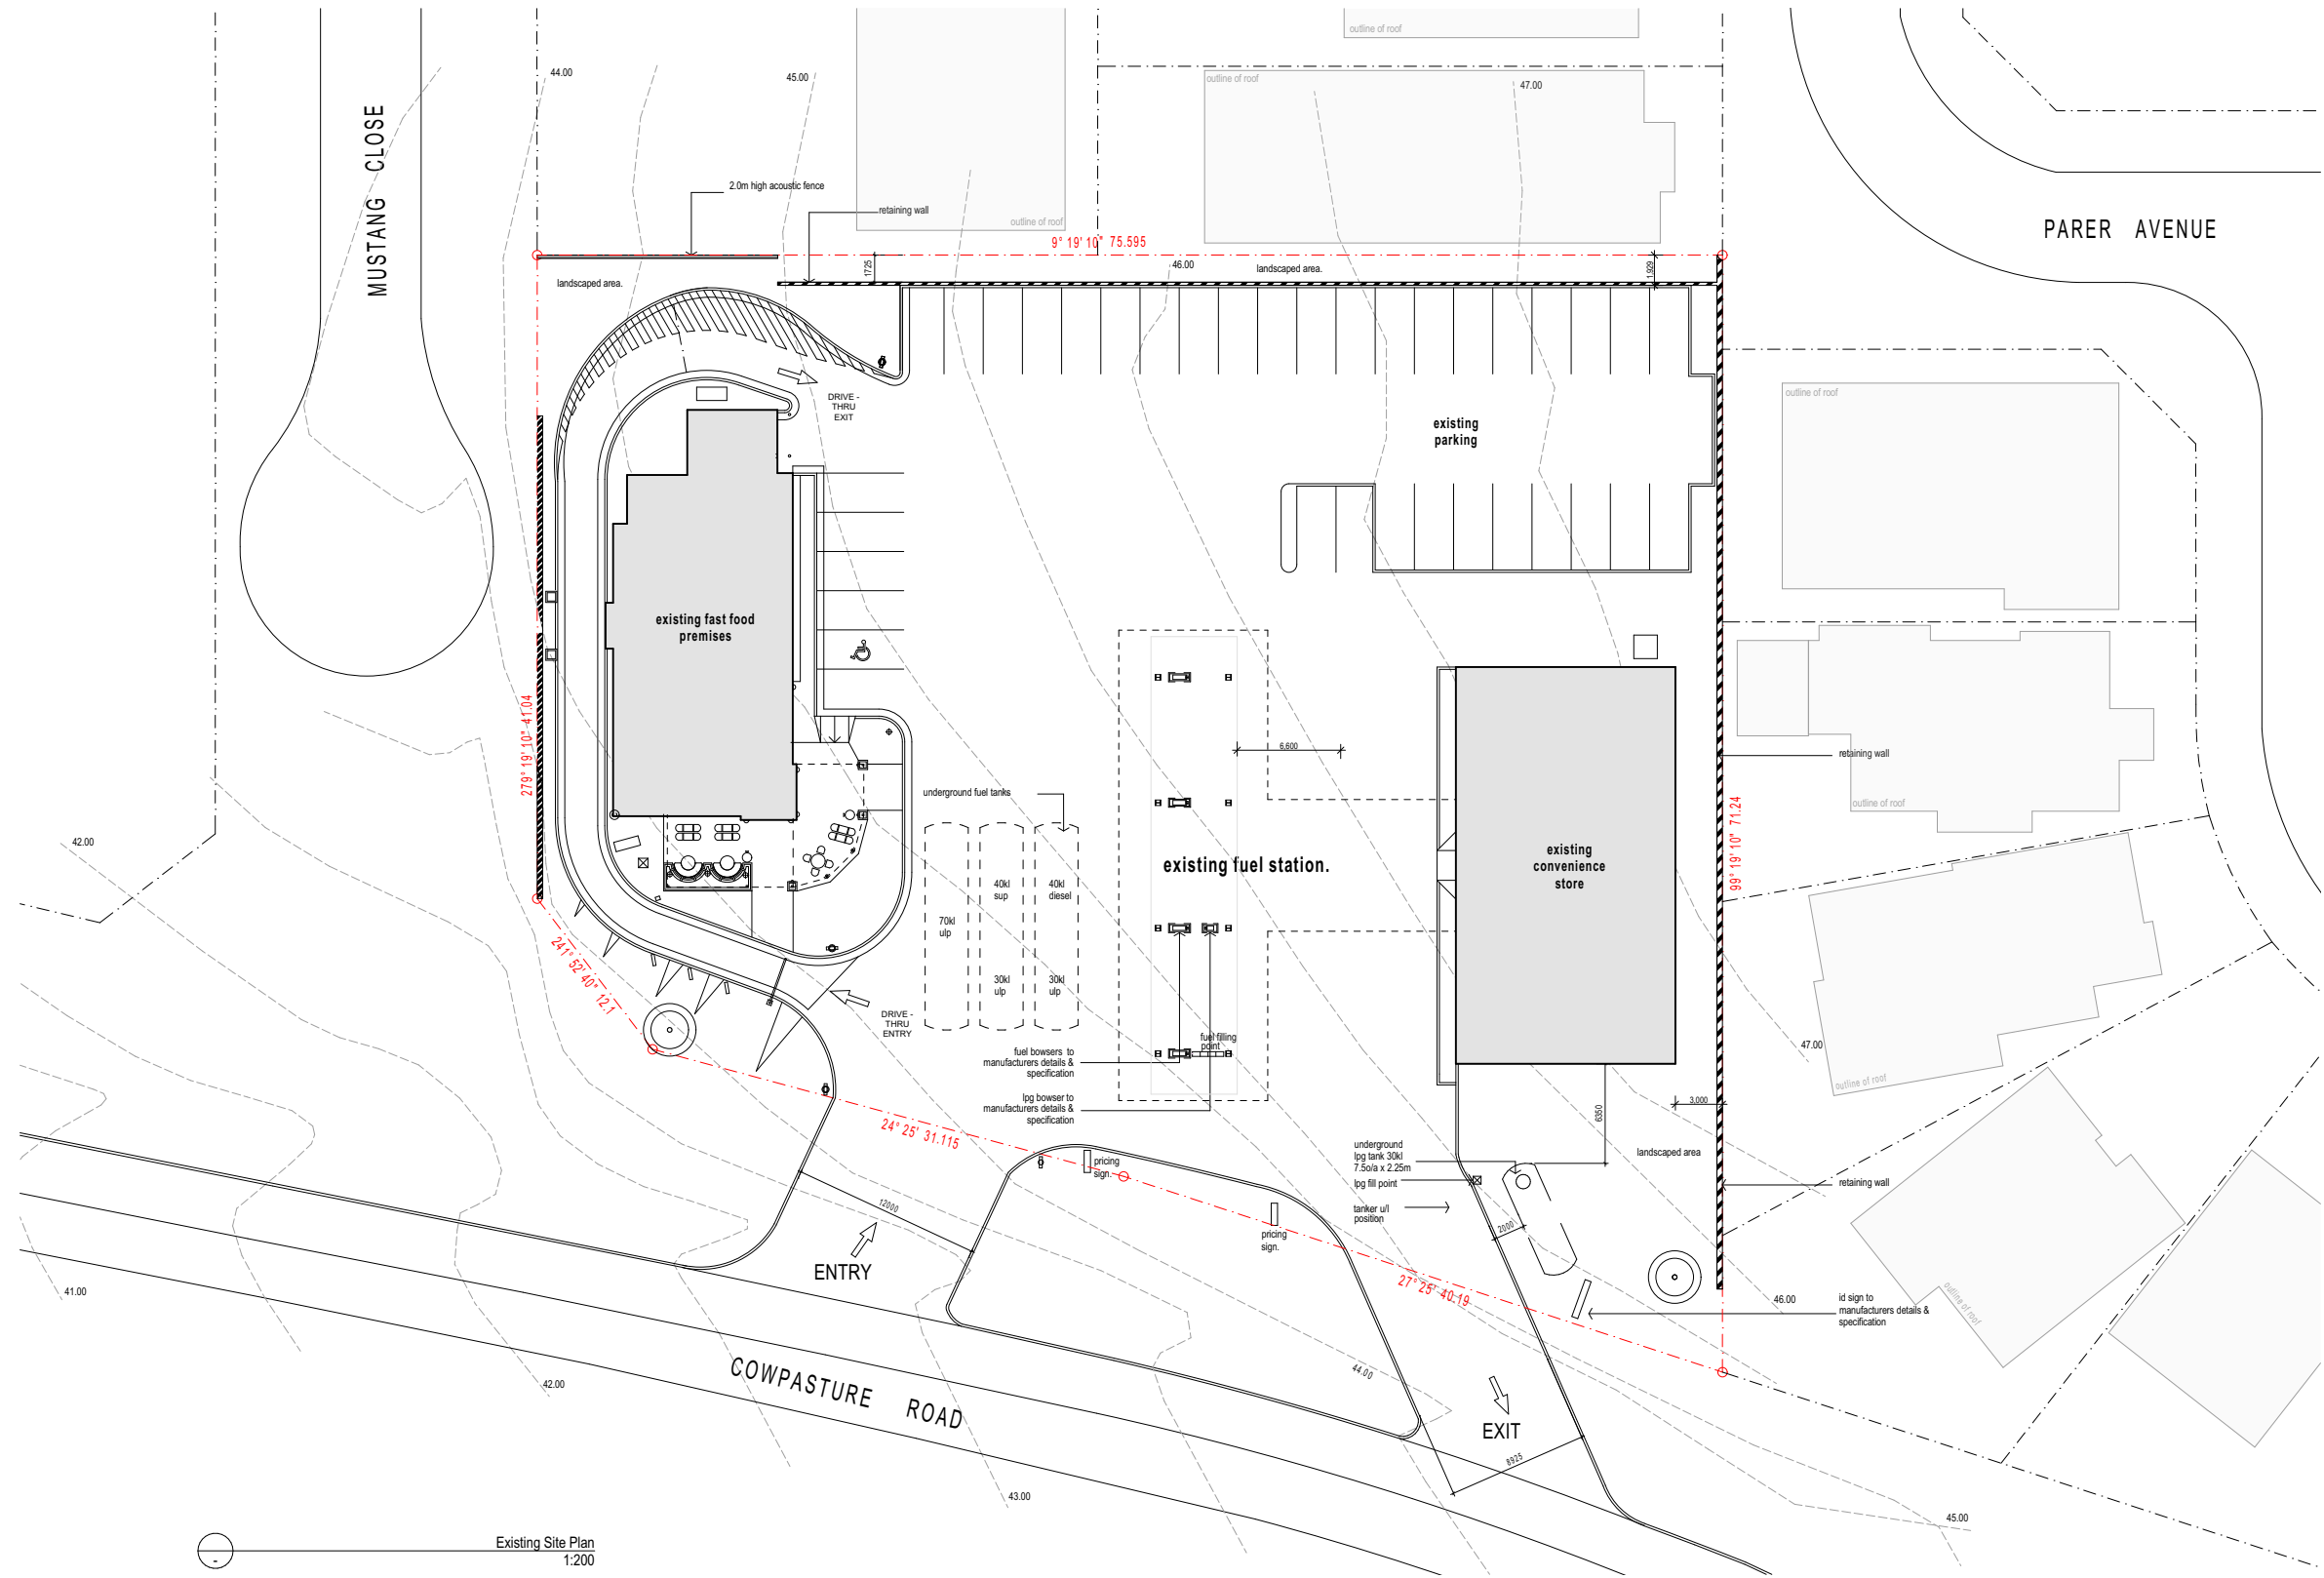 outline of roof
44.00
45.00
outline of roof
47.00
MUSTANG CLOSE
2.0m high acoustic fence
retaining wall
outline of roof
PARER AVENUE
9° 19' 10" 75.595
landscaped area.
1725
46.00
landscaped area.
1,929
DRIVE -
THRU
EXIT
existing
parking
outline of roof
existing fast food
premises
279° 19' 10" 41.04
6,600
retaining wall
underground fuel tanks
outline of roof
42.00
existing fuel station.
existing
convenience
store
99° 19' 10" 71.24
40kl
sup
40kl
diesel
70kl
ulp
30kl
ulp
30kl
ulp
241° 52' 40" 12.1
DRIVE -
THRU
ENTRY
fuel filling
point
fuel bowsers to
manufacturers details &
specification
47.00
outline of roof
lpg bowser to
manufacturers details &
specification
3,000
6350
24° 25' 31.115
underground
lpg tank 30kl
7.5o/a x 2.25m
lpg fill point
tanker u/l
position
landscaped area
pricing
sign.
retaining wall
12000
2000
pricing
sign.
ENTRY
27° 25' 40.19
41.00
46.00
id sign to
manufacturers details &
specification
outline of roof
44.00
42.00
COWPASTURE ROAD
EXIT
8925
43.00
45.00
Existing Site Plan
1:200
-